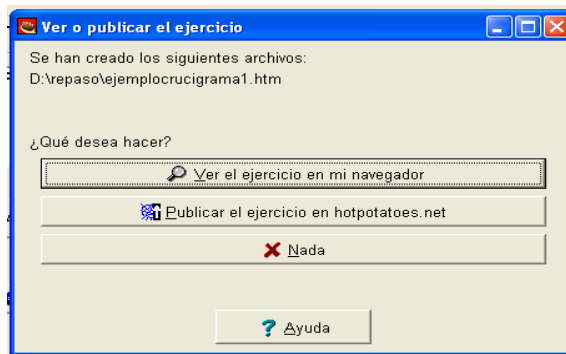 Ver o publicar el ejercicio
Se han creado los siguientes archivos:
D:\repaso\ejemplocrucigrama1.htm
¿Qué desea hacer?
Ver el ejercicio en mi navegador
Publicar el ejercicio en hotpotatoes.net
Nada
Ayuda